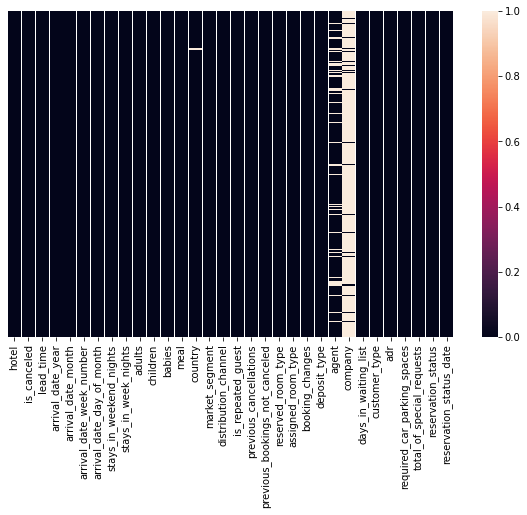 1.0
0.8
0.6
0.4
0.2
0.0
hotel
is_canceled
lead_time
arrival_date_year
arrival_date_month
arrival_date_week_number
arrival_date_day_of_month
stays_in_weekend_nights
stays_in_week_nights
adults
children
babies
meal
country
market_segment
distribution_channel
is_repeated_guest
previous_cancellations
previous_bookings_not_canceled
reserved_room_type
assigned_room_type
booking_changes
deposit_type
agent
company
days_in_waiting_list
customer_type
adr
required_car_parking_spaces
total_of_special_requests
reservation_status
reservation_status_date